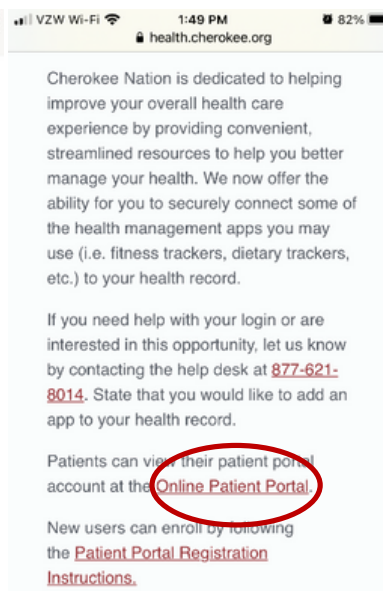 VZW Wi-Fi 1:49 PM 82%
health.cherokee.org
Cherokee Nation is dedicated to helping
improve your overall health care
experience by providing convenient,
streamlined resources to help you better
manage your health. We now offer the
ability for you to securely connect some of
the health management apps you may
use (i.e. fitness trackers, dietary trackers,
etc.) to your health record.
If you need help with your login or are
interested in this opportunity, let us know
by contacting the help desk at 877-621-
8014. State that you would like to add an
app to your health record.
Patients can view their patient portal
account at the Online Patient Portal.
New users can enroll by following
the Patient Portal Registration
Instructions.